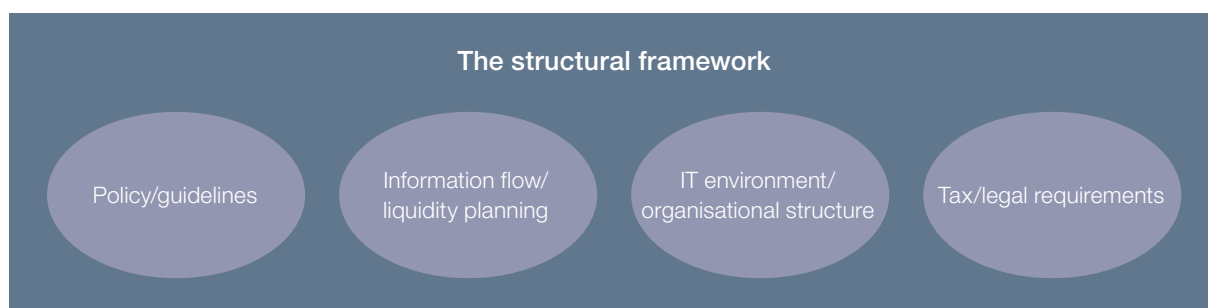 The structural framework
Policy/guidelines
Information flow/
liquidity planning
IT environment/
organisational structure
Tax/legal requirements